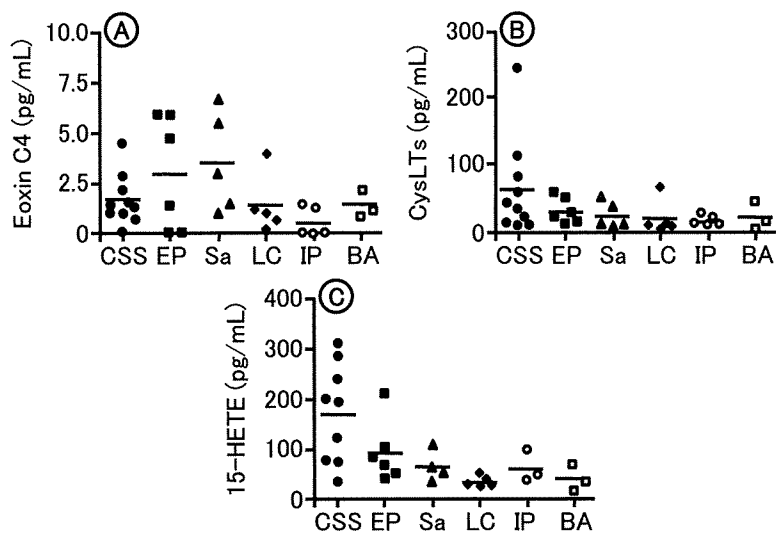 A
10.0
7.5
5.0
2.5
0
Eoxin C4 (pg/mL)
CSS EP Sa LC IP BA
B
300
200
100
0
CysLTs (pg/mL)
CSS EP Sa LC IP BA
C
400
300
200
100
0
15-HETE (pg/mL)
CSS EP Sa LC IP BA